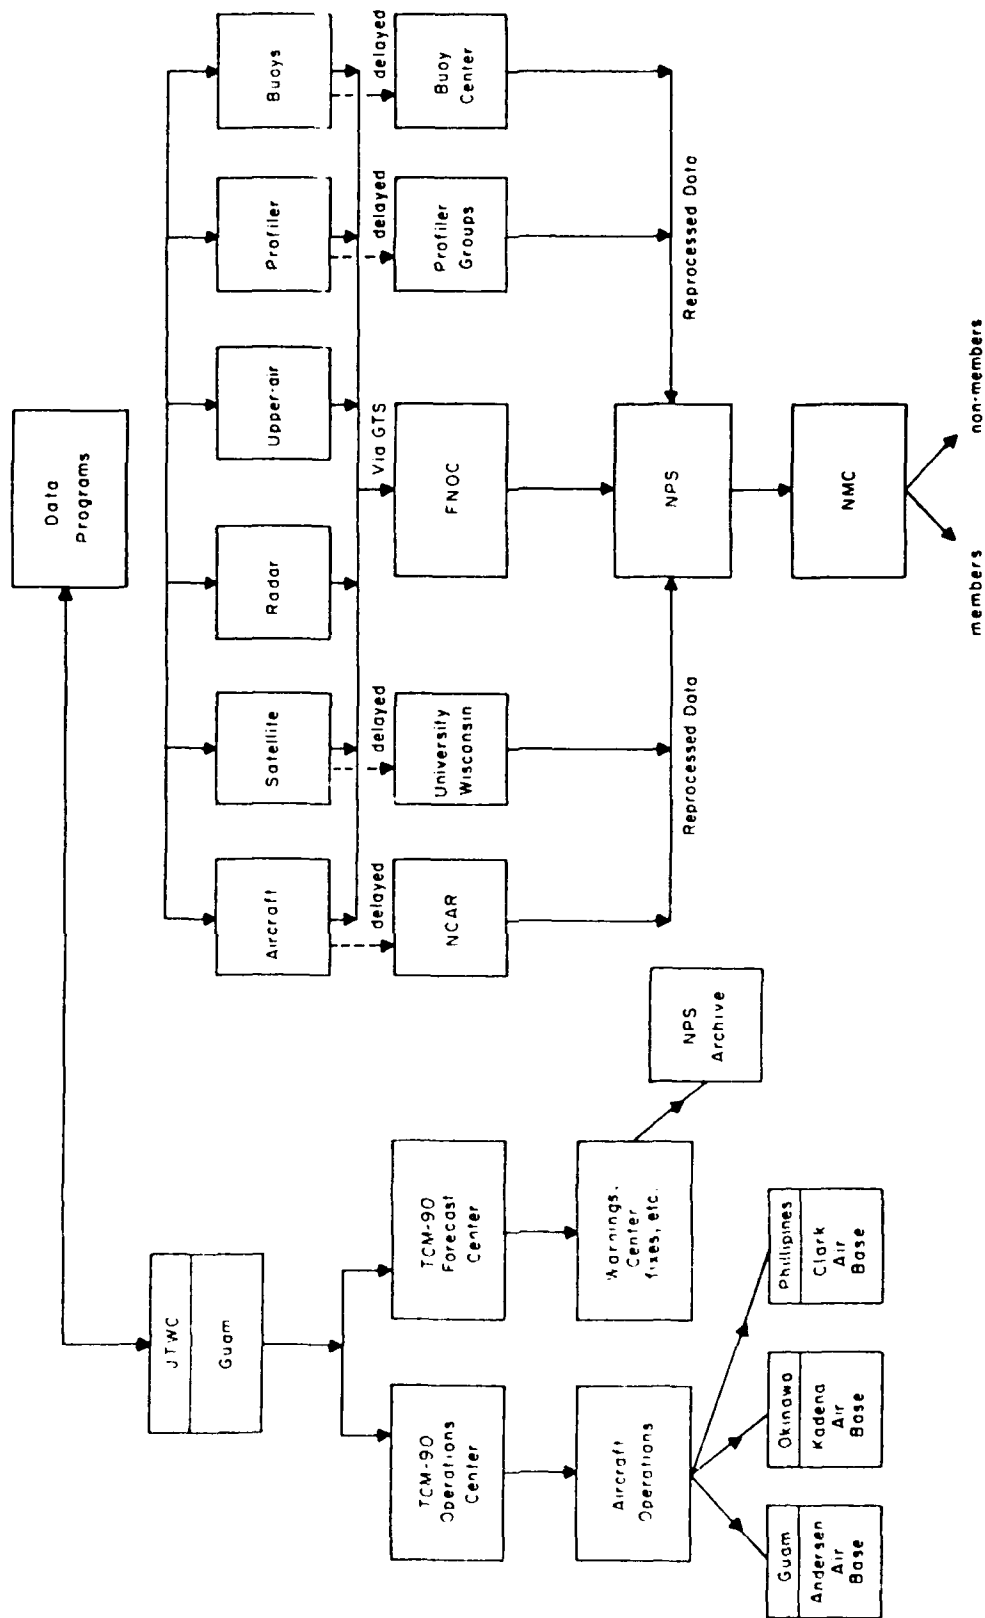 Data
Programs
JTWC
Guam
Aircraft
Satellite
Radar
Upper-air
Profiler
Buoys
delayed
delayed
Via GTS
delayed
delayed
TCM-90
Operations
Center
TCM-90
Forecast
Center
NCAR
University
Wisconsin
FNOC
Profiler
Groups
Buoy
Center
Aircraft
Operations
Warnings,
Center
fixes, etc.
NPS
Archive
Reprocessed Data
NPS
Reprocessed Data
Guam
Andersen
Air
Base
Okinawa
Kadena
Air
Base
Phillipines
Clark
Air
Base
NMC
members
non-members